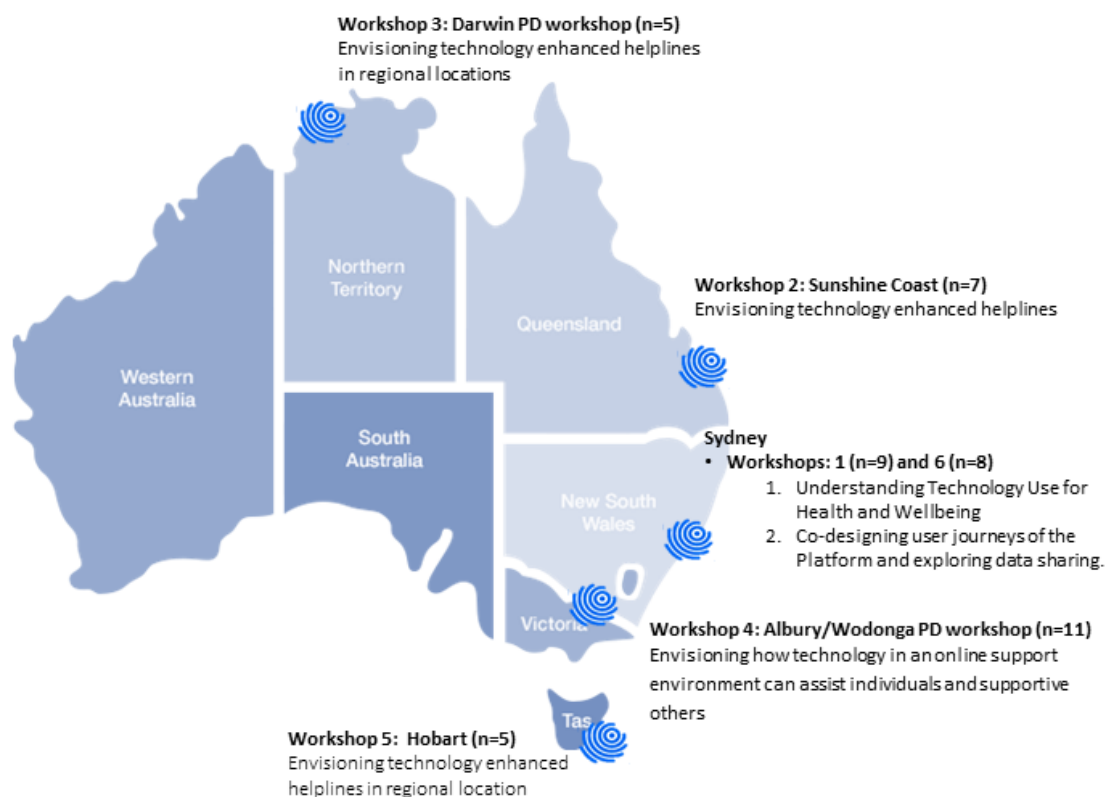 Workshop 3: Darwin PD workshop (n=5)
Envisioning technology enhanced helplines
in regional locations
Northern
Territory
Workshop 2: Sunshine Coast (n=7)
Envisioning technology enhanced helplines
Queensland
Western
Australia
South
Australia
New South
Wales
Sydney
• Workshops: 1 (n=9) and 6 (n=8)
1. Understanding Technology Use for
Health and Wellbeing
2. Co-designing user journeys of the
Platform and exploring data sharing.
Victoria
Workshop 4: Albury/Wodonga PD workshop (n=11)
Envisioning how technology in an online support
environment can assist individuals and supportive
others
Tas
Workshop 5: Hobart (n=5)
Envisioning technology enhanced
helplines in regional location